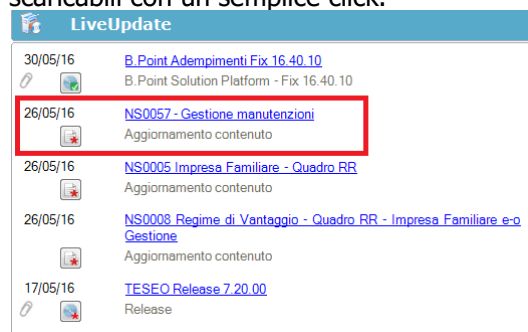 scaricabili con un semplice click.
LiveUpdate
30/05/16 B.Point Adempimenti Fix 16.40.10
B.Point Solution Platform - Fix 16.40.10
26/05/16 NS0057 - Gestione manutenzioni
Aggiornamento contenuto
26/05/16 NS0005 Impresa Familiare - Quadro RR
Aggiornamento contenuto
26/05/16 NS0008 Regime di Vantaggio - Quadro RR - Impresa Familiare e-o
Gestione
Aggiornamento contenuto
17/05/16 TESEO Release 7.20.00
Release